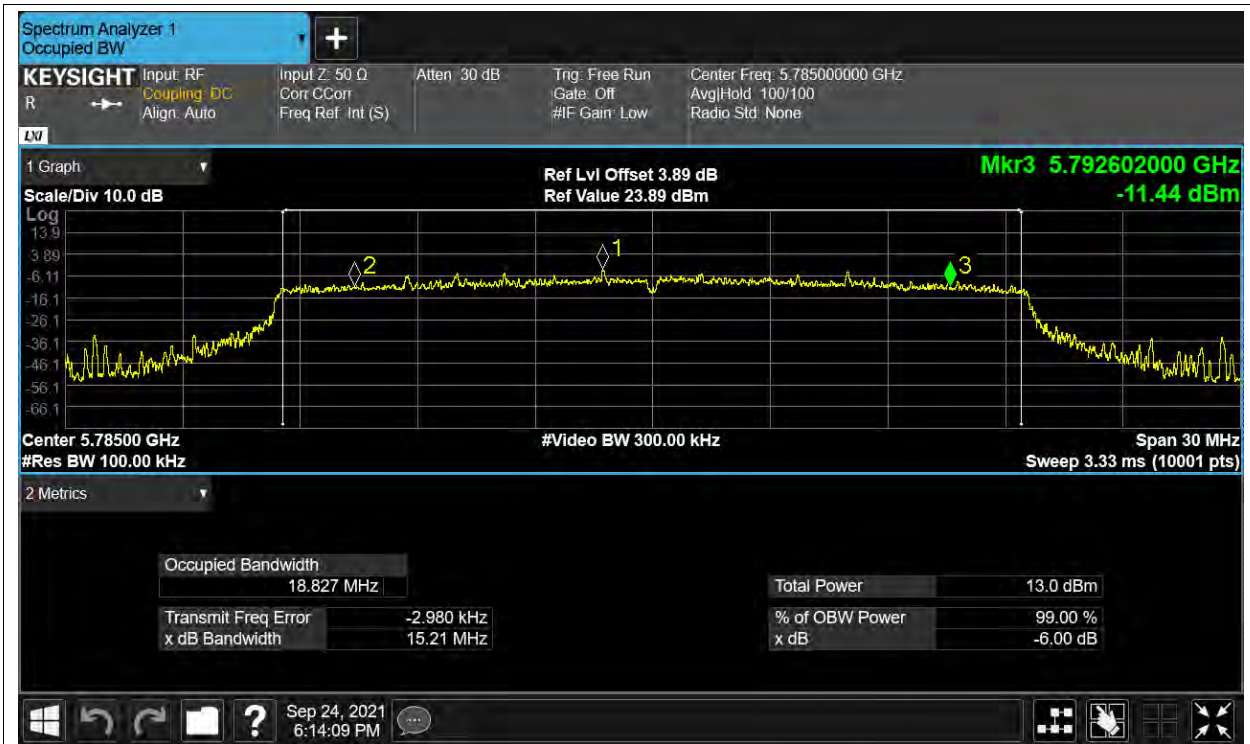 Spectrum Analyzer 1
Occupied BW
+
KEYSIGHT
R
LXI
Input: RF
Coupling: DC
Align: Auto
Input Z: 50 Ω
Corr CCorr
Freq Ref: Int (S)
Atten: 30 dB
Trig: Free Run
Gate: Off
#IF Gain: Low
Center Freq: 5.785000000 GHz
Avg|Hold: 100/100
Radio Std: None
1 Graph
Scale/Div 10.0 dB
Ref Lvl Offset 3.89 dB
Ref Value 23.89 dBm
Mkr3 5.792602000 GHz
-11.44 dBm
Log
13.9
3.89
-6.11
-16.1
-26.1
-36.1
-46.1
-56.1
-66.1
2
1
3
Center 5.78500 GHz
#Res BW 100.00 kHz
#Video BW 300.00 kHz
Span 30 MHz
Sweep 3.33 ms (10001 pts)
2 Metrics
Occupied Bandwidth
18.827 MHz
Transmit Freq Error -2.980 kHz
x dB Bandwidth 15.21 MHz
Total Power 13.0 dBm
% of OBW Power 99.00 %
x dB -6.00 dB
?
Sep 24, 2021
6:14:09 PM